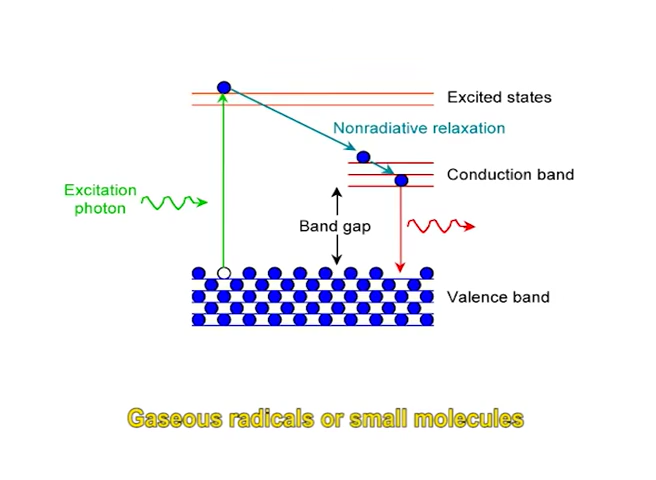 Excited states
Nonradiative relaxation
Conduction band
Excitation
photon
Band gap
Valence band
Gaseous radicals or small molecules